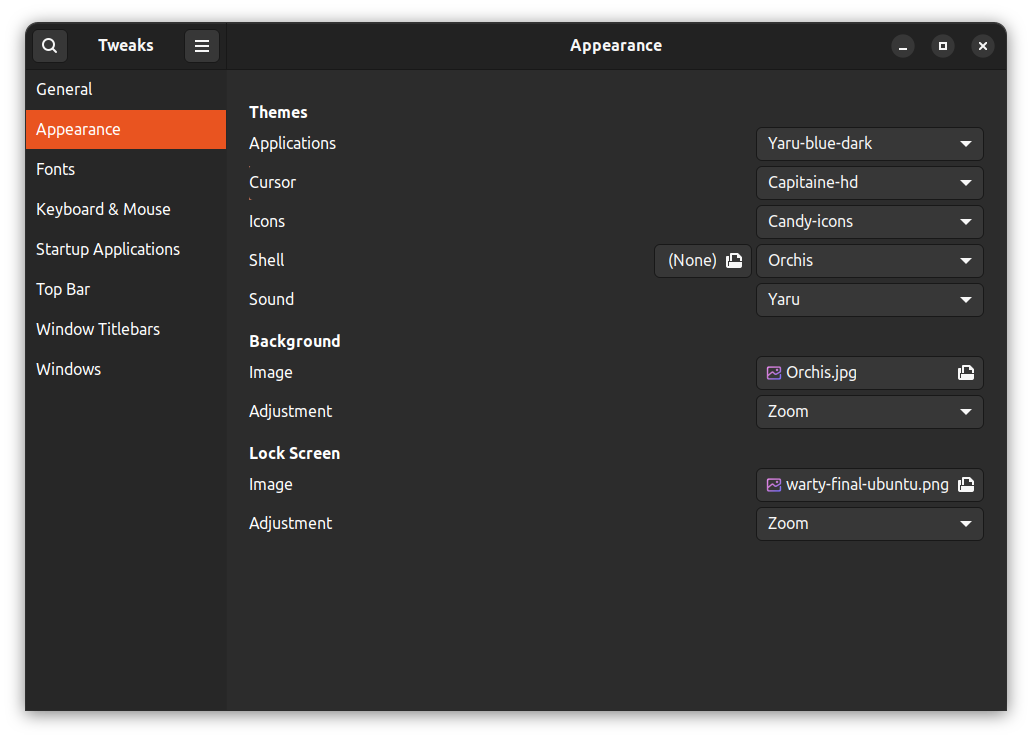 Tweaks
Appearance
General
Appearance
Fonts
Keyboard & Mouse
Startup Applications
Top Bar
Window Titlebars
Windows
Themes
Applications Yaru-blue-dark
Cursor Capitaine-hd
Icons Candy-icons
Shell (None) Orchis
Sound Yaru
Background
Image Orchis.jpg
Adjustment Zoom
Lock Screen
Image warty-final-ubuntu.png
Adjustment Zoom